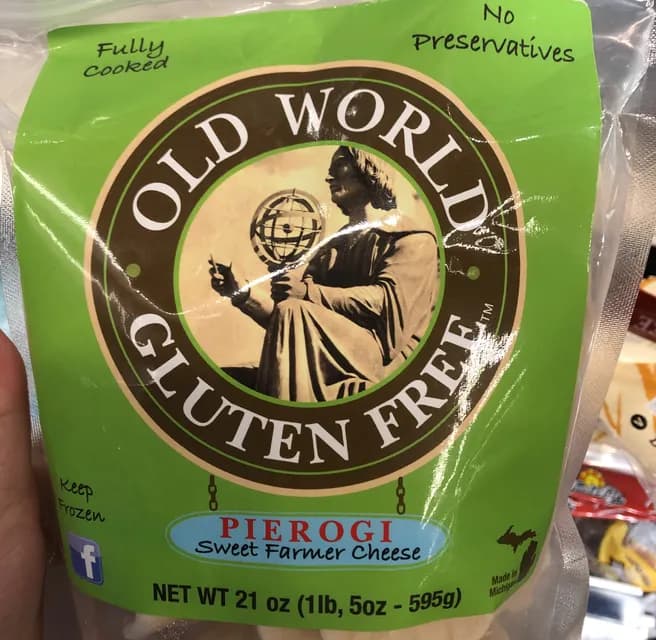 Fully
Cooked
No
Preservatives
OLD WORLD
GLUTEN FREE™
Keep
Frozen
f
PIEROGI
Sweet Farmer Cheese
Made in
Michigan
NET WT 21 oz (1lb, 5oz - 595g)